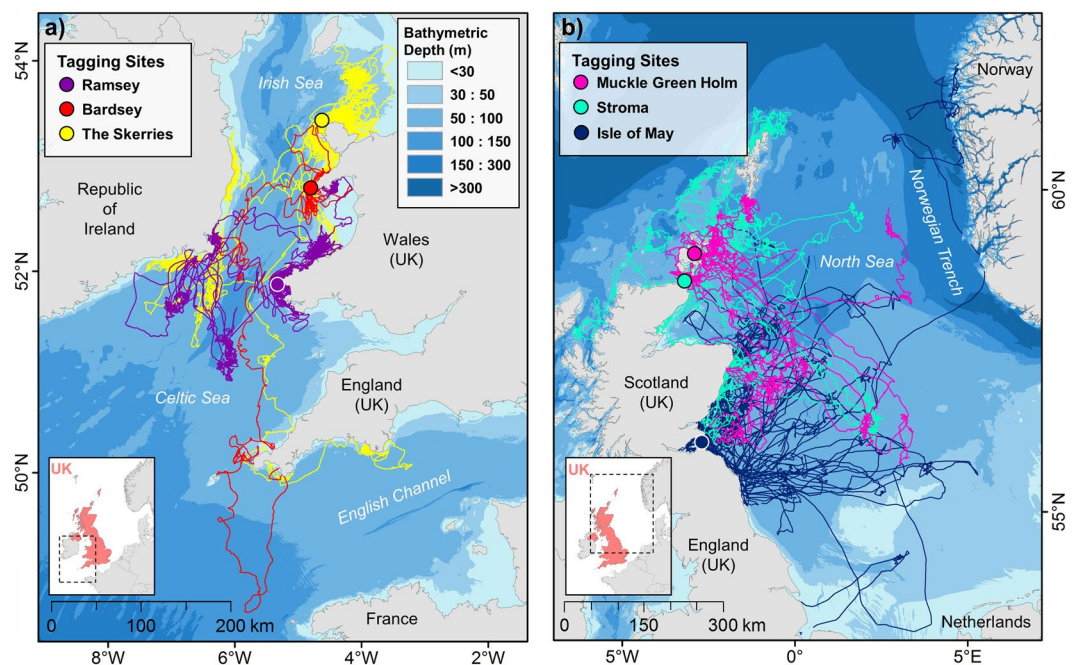 a)
Tagging Sites
Ramsey
Bardsey
The Skerries
Bathymetric
Depth (m)
<30
30 : 50
50 : 100
100 : 150
150 : 300
>300
Irish Sea
Republic
of
Ireland
Wales
(UK)
England
(UK)
Celtic Sea
English Channel
France
UK
0 100 200 km
54°N
52°N
50°N
8°W 6°W 4°W 2°W
b)
Tagging Sites
Muckle Green Holm
Stroma
Isle of May
Norway
Norwegian Trench
North Sea
Scotland
(UK)
England
(UK)
Netherlands
UK
0 150 300 km
60°N
55°N
5°W 0°E 5°E